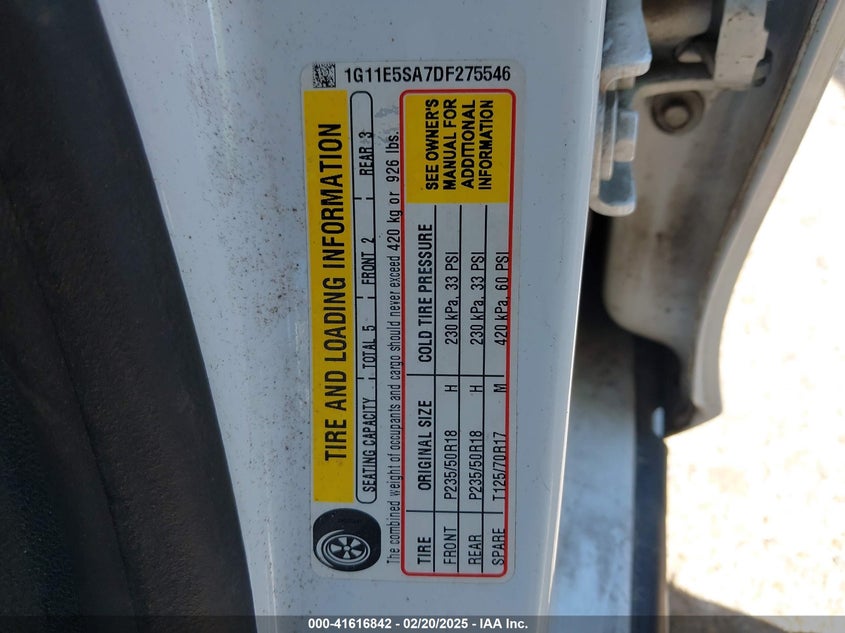 1G11E5SA7DF275546
TIRE AND LOADING INFORMATION
SEATING CAPACITY TOTAL 5 FRONT 2 REAR 3
The combined weight of occupants and cargo should never exceed 420 kg or 926 lbs.
TIRE ORIGINAL SIZE COLD TIRE PRESSURE
FRONT P235/50R18 H 230 kPa, 33 PSI
REAR P235/50R18 H 230 kPa, 33 PSI
SPARE T125/70R17 M 420 kPa, 60 PSI
SEE OWNER'S
MANUAL FOR
ADDITIONAL
INFORMATION
000-41616842 - 02/20/2025 - IAA Inc.